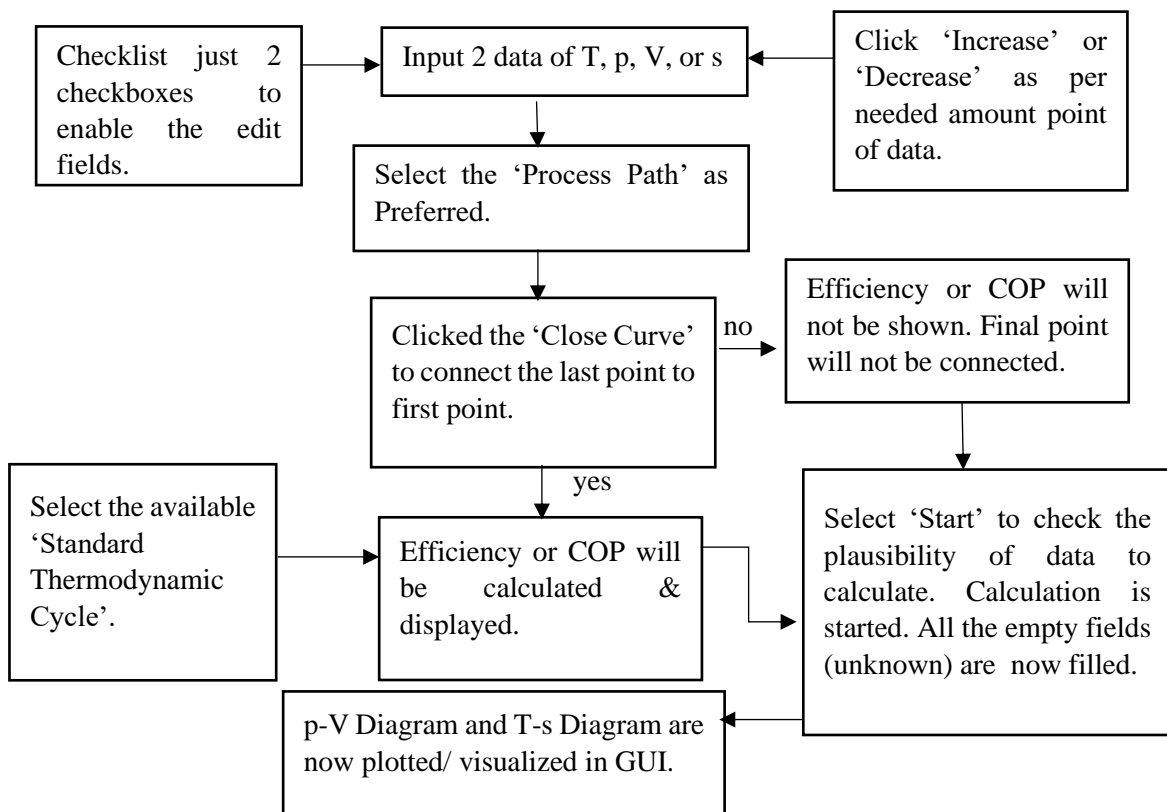 Checklist just 2
checkboxes to
enable the edit
fields.
Input 2 data of T, p, V, or s
Click ‘Increase’ or
‘Decrease’ as per
needed amount point
of data.
Select the ‘Process Path’ as
Preferred.
Clicked the ‘Close Curve’
to connect the last point to
first point.
no
Efficiency or COP will
not be shown. Final point
will not be connected.
yes
Select the available
‘Standard
Thermodynamic
Cycle’.
Efficiency or COP will
be calculated &
displayed.
Select ‘Start’ to check the
plausibility of data to
calculate. Calculation is
started. All the empty fields
(unknown) are now filled.
p-V Diagram and T-s Diagram are
now plotted/ visualized in GUI.